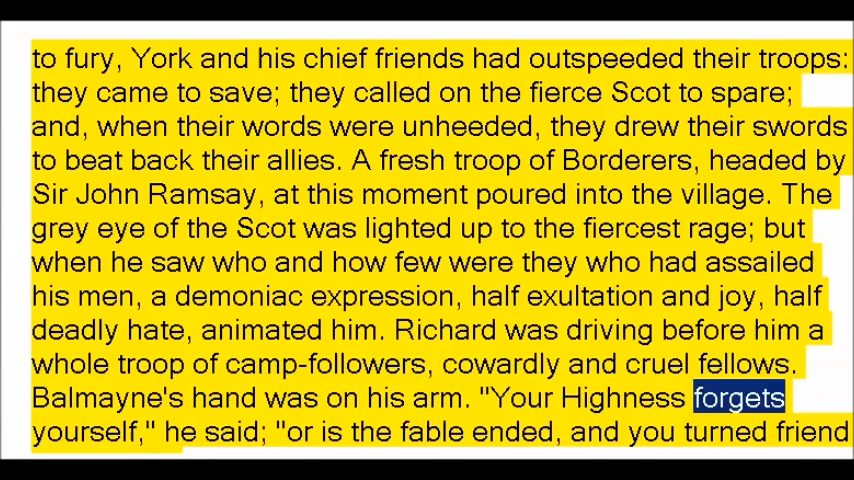 to fury, York and his chief friends had outspeeded their troops:
they came to save; they called on the fierce Scot to spare;
and, when their words were unheeded, they drew their swords
to beat back their allies. A fresh troop of Borderers, headed by
Sir John Ramsay, at this moment poured into the village. The
grey eye of the Scot was lighted up to the fiercest rage; but
when he saw who and how few were they who had assailed
his men, a demoniac expression, half exultation and joy, half
deadly hate, animated him. Richard was driving before him a
whole troop of camp-followers, cowardly and cruel fellows.
Balmayne's hand was on his arm. "Your Highness forgets
yourself," he said; "or is the fable ended, and you turned friend